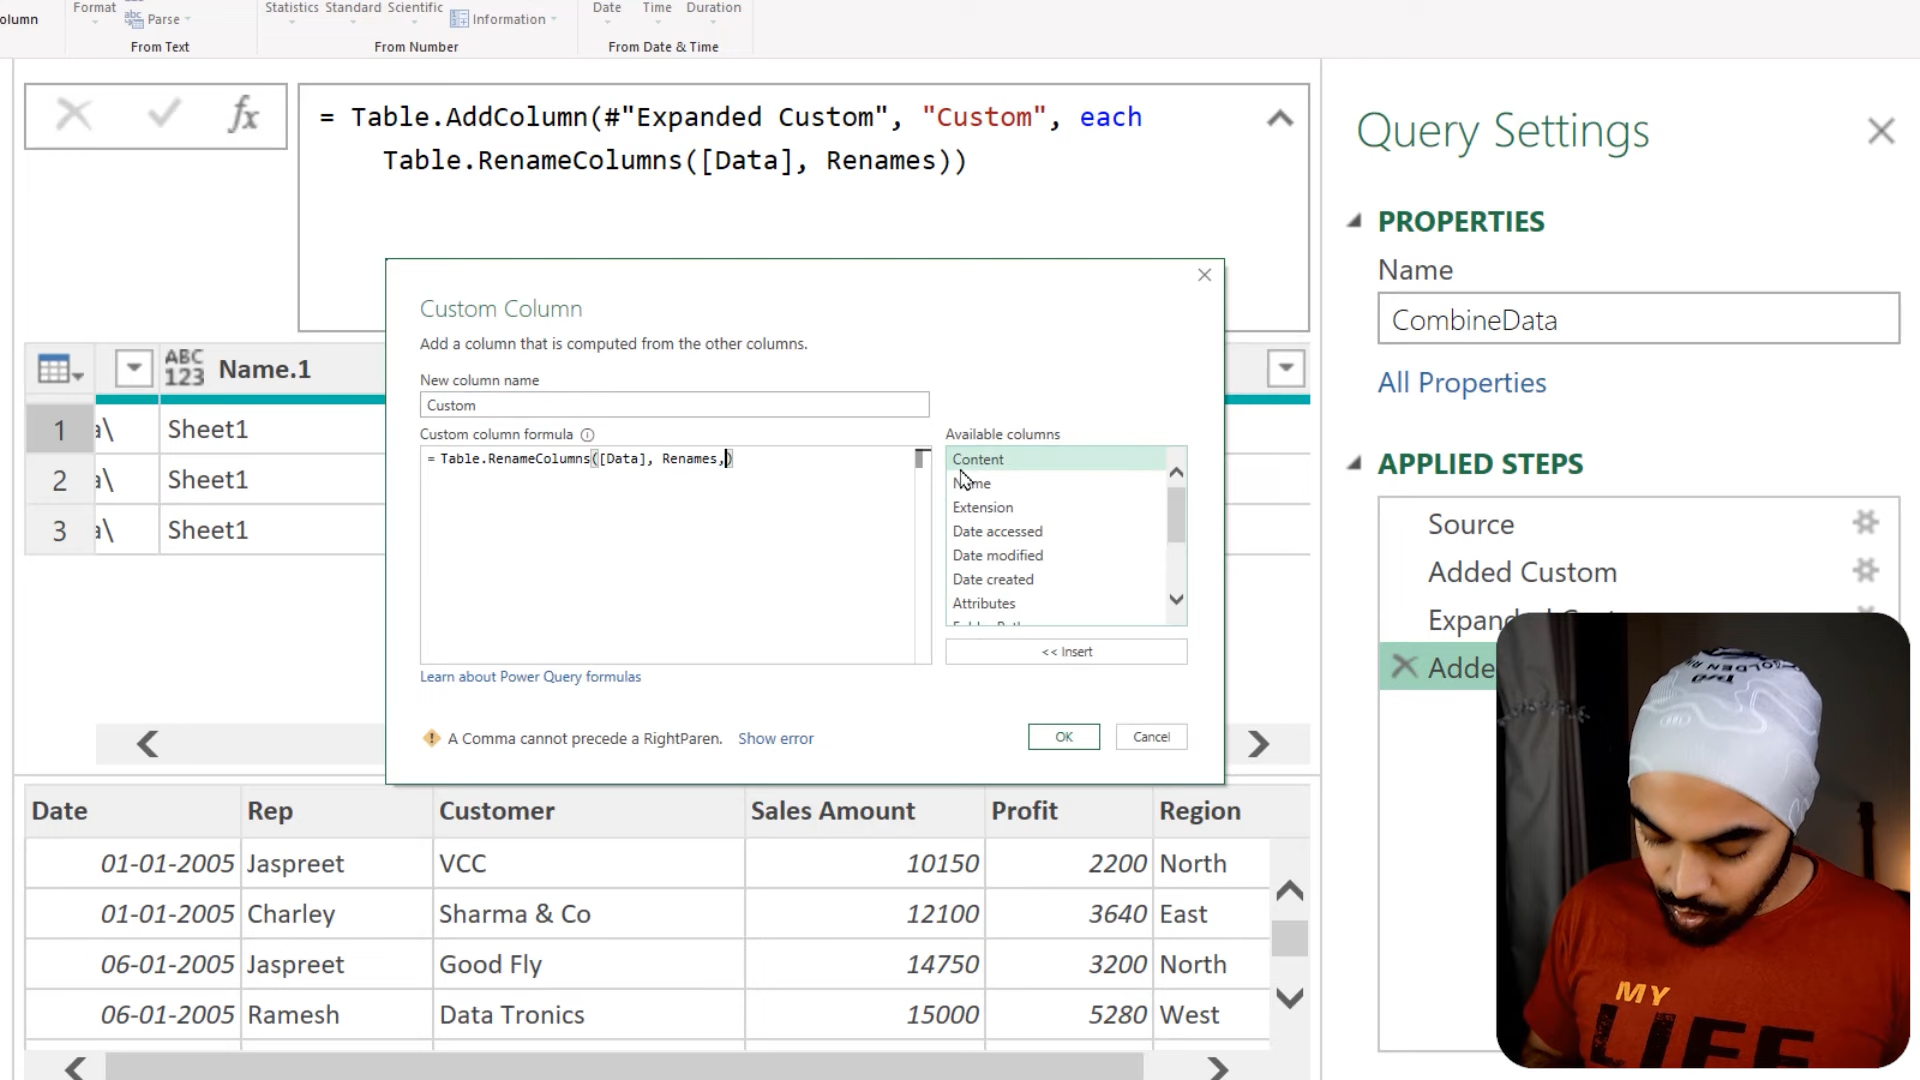 olumn
Format
abc Parse
From Text
Statistics Standard Scientific
Information
From Number
Date Time Duration
From Date & Time
fx
= Table.AddColumn(#"Expanded Custom", "Custom", each
Table.RenameColumns([Data], Renames))
Query Settings
PROPERTIES
Name
CombineData
All Properties
APPLIED STEPS
Source
Added Custom
Expand
Adde
ABC
123 Name.1
1 a\ Sheet1
2 a\ Sheet1
3 a\ Sheet1
Custom Column
Add a column that is computed from the other columns.
New column name
Custom
Custom column formula
= Table.RenameColumns([Data], Renames,)
Available columns
Content
Name
Extension
Date accessed
Date modified
Date created
Attributes
<< Insert
Learn about Power Query formulas
A Comma cannot precede a RightParen. Show error
OK
Cancel
Date Rep Customer Sales Amount Profit Region
01-01-2005 Jaspreet VCC 10150 2200 North
01-01-2005 Charley Sharma & Co 12100 3640 East
06-01-2005 Jaspreet Good Fly 14750 3200 North
06-01-2005 Ramesh Data Tronics 15000 5280 West
MY
LIFE